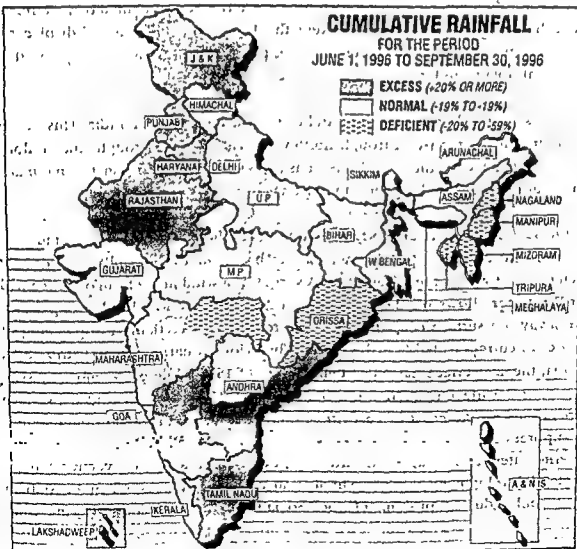 CUMULATIVE RAINFALL
FOR THE PERIOD
JUNE 1, 1996 TO SEPTEMBER 30, 1996
EXCESS (+20% OR MORE)
NORMAL (-19% TO -19%)
DEFICIENT (-20% TO -59%)
J & K
HIMACHAL
PUNJAB
HARYANA
DELHI
RAJASTHAN
U.P.
SIKKIM
ARUNACHAL
ASSAM
NAGALAND
MANIPUR
MIZORAM
TRIPURA
MEGHALAYA
BIHAR
W BENGAL
GUJARAT
M.P.
ORISSA
MAHARASHTRA
ANDHRA
GOA
TAMIL NADU
KERALA
LAKSHADWEEP
A & N IS